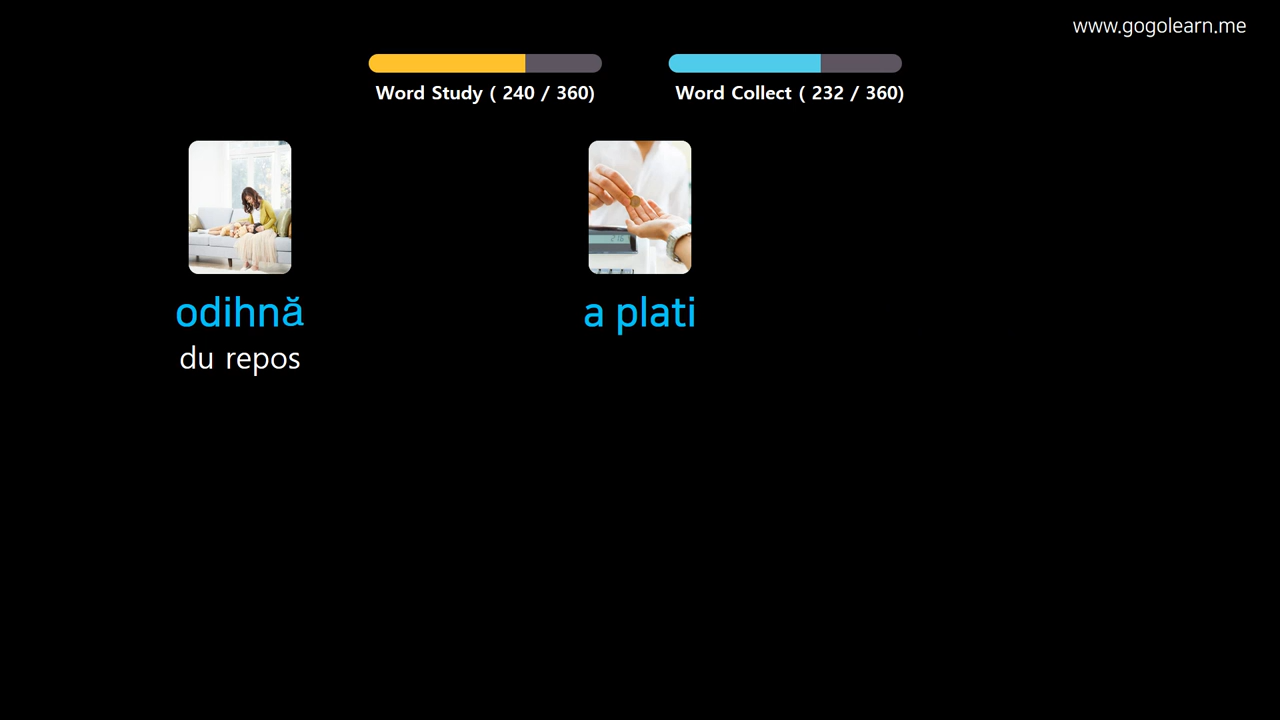 www.gogolearn.me
Word Study ( 240 / 360)
Word Collect ( 232 / 360)
odihnă
a plati
du repos